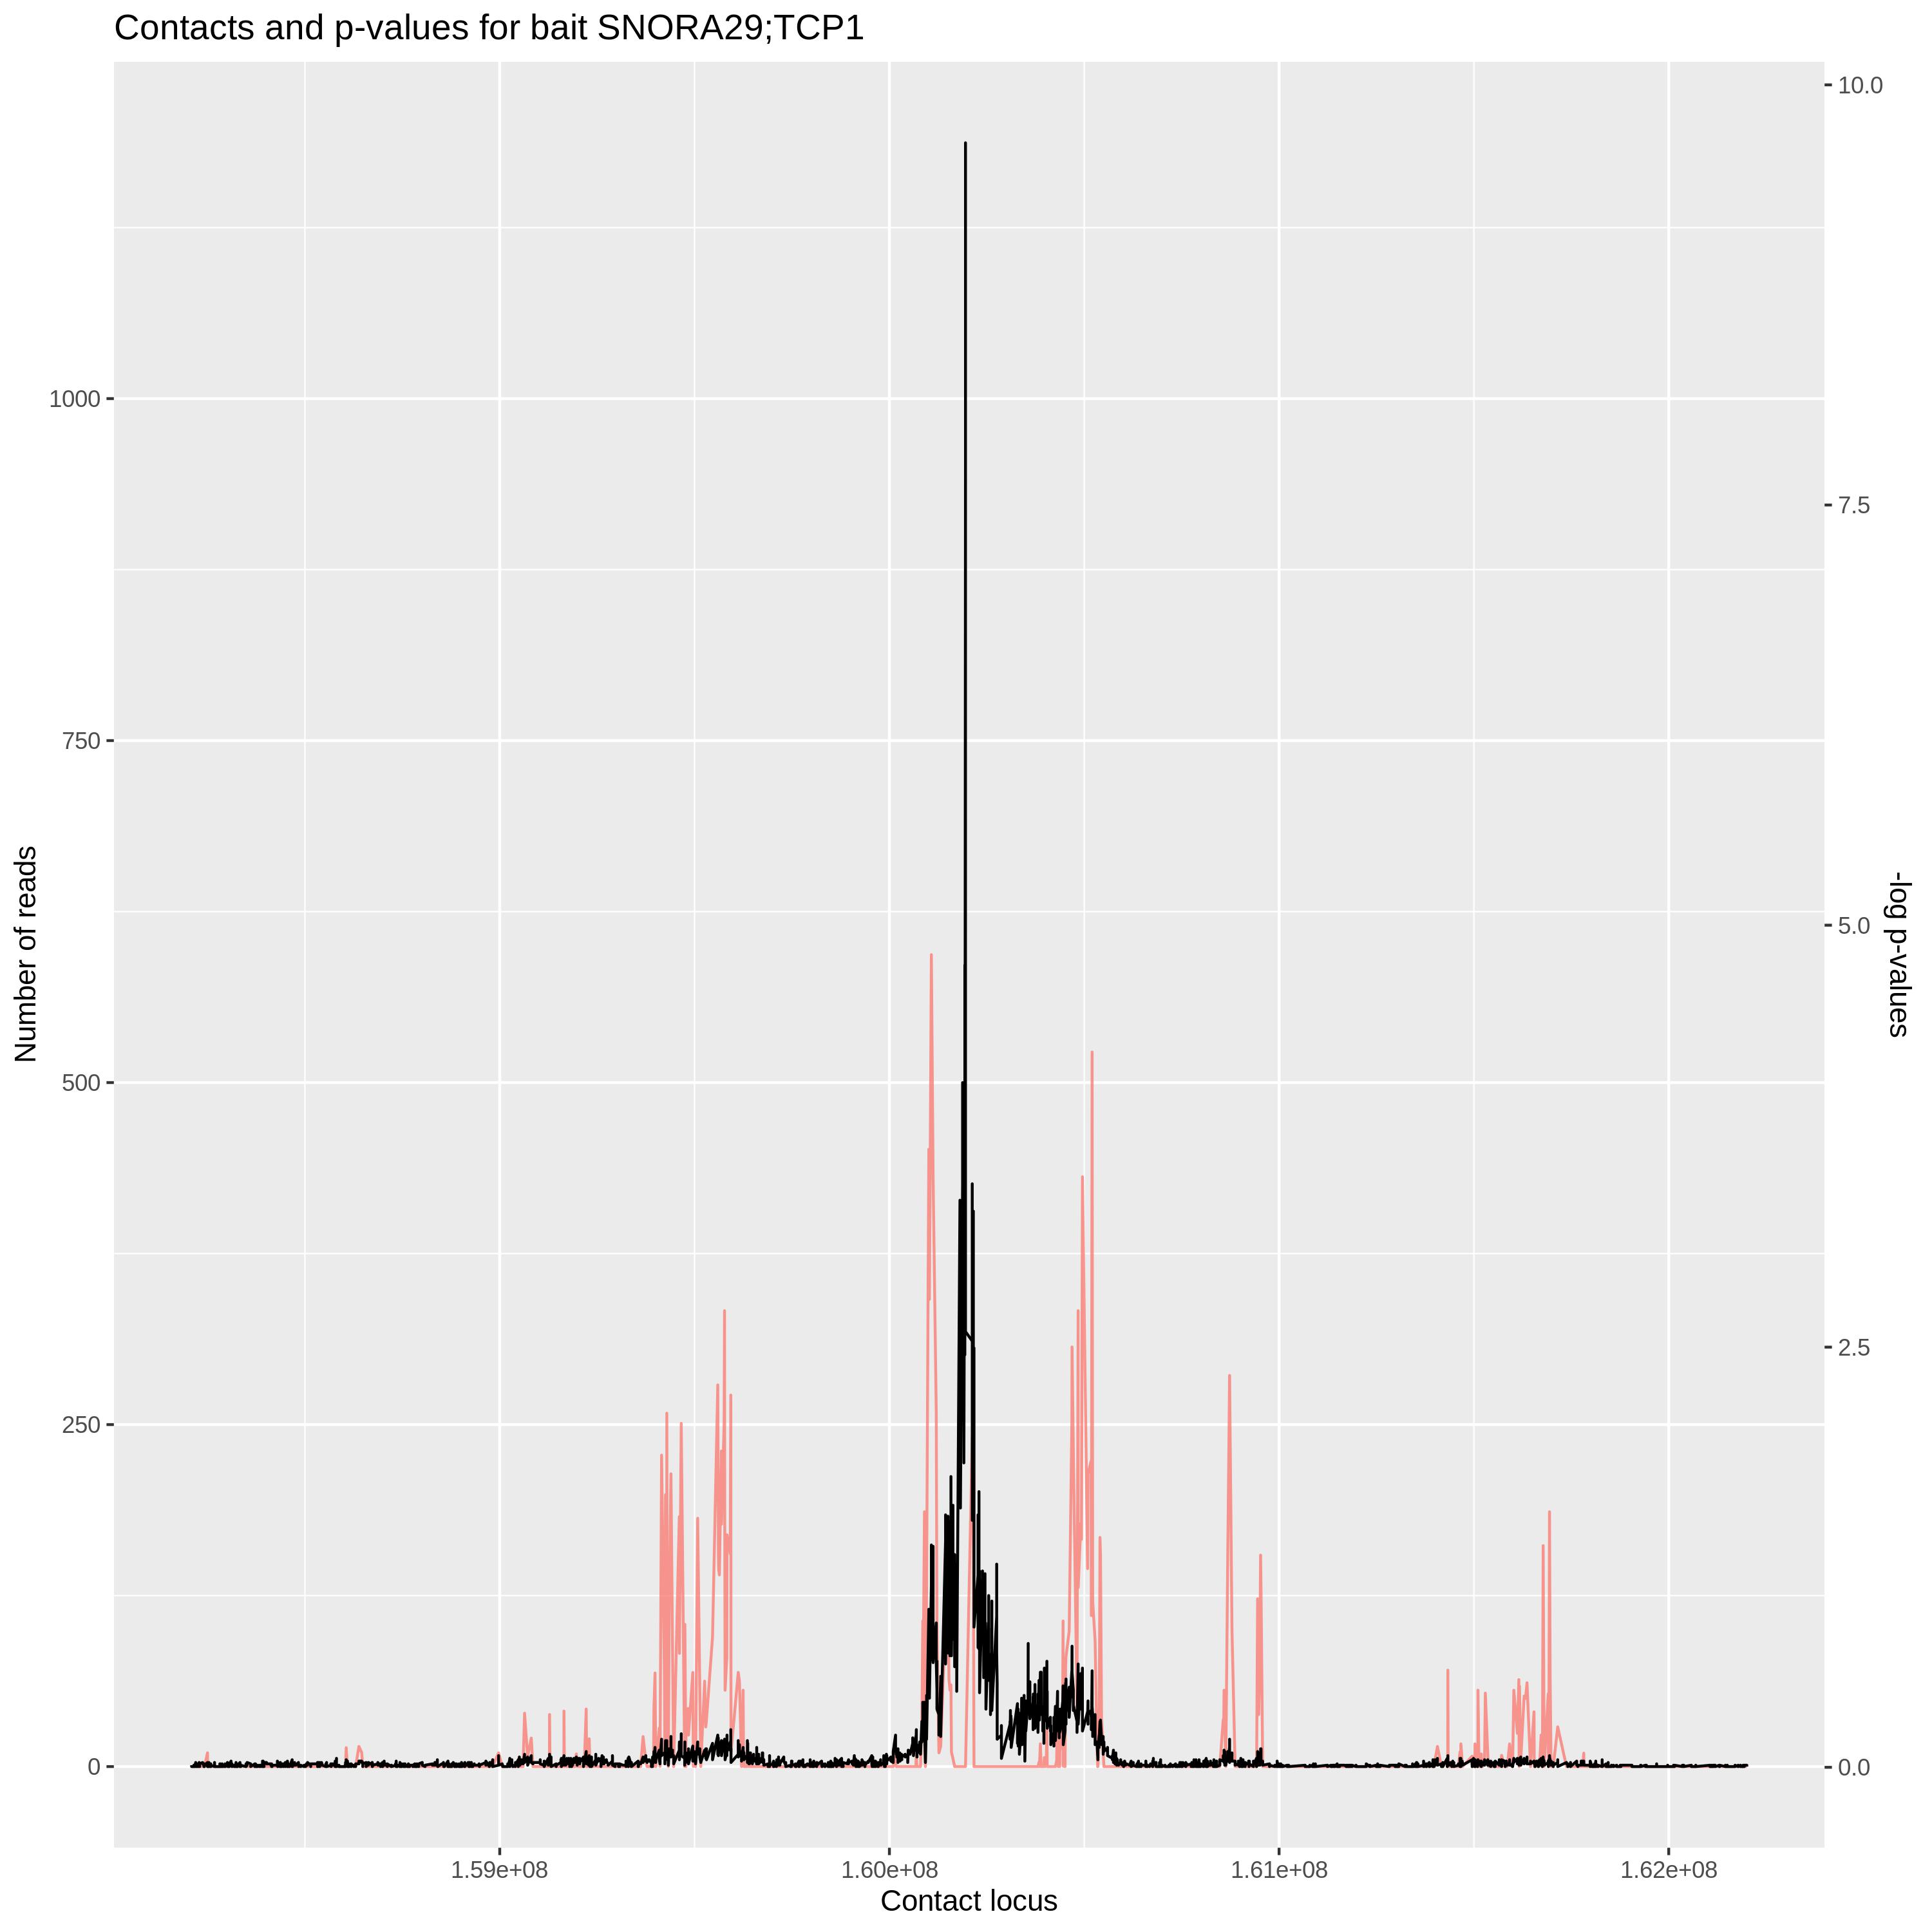 Contacts and p-values for bait SNORA29;TCP1
10.0
7.5
5.0
2.5
0.0
1000
750
500
250
0
Number of reads
-log p-values
1.59e+08
1.60e+08
1.61e+08
1.62e+08
Contact locus